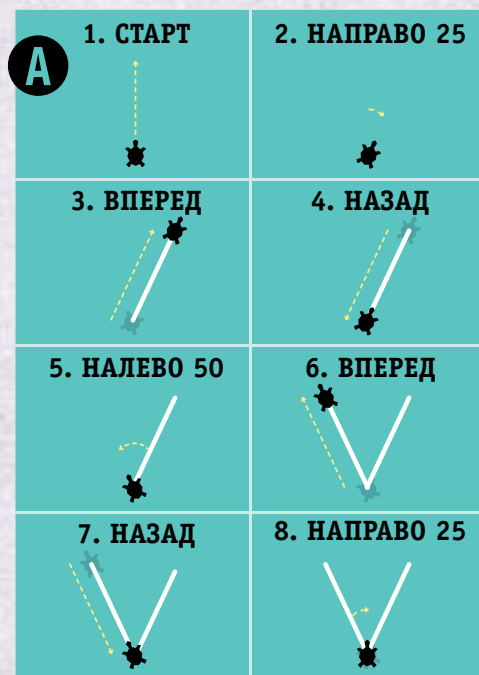 А
1. СТАРТ
2. НАПРАВО 25
3. ВПЕРЕД
4. НАЗАД
5. НАЛЕВО 50
6. ВПЕРЕД
7. НАЗАД
8. НАПРАВО 25